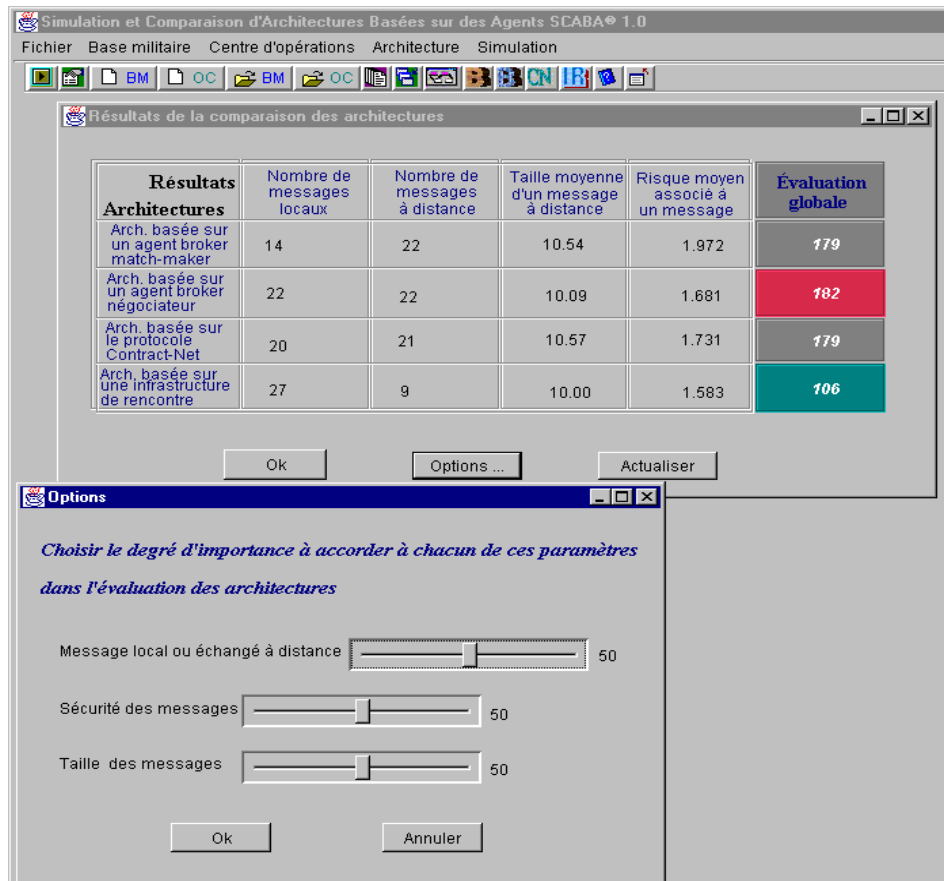 Simulation et Comparaison d'Architectures Basées sur des Agents SCABA® 1.0
Fichier Base militaire Centre d'opérations Architecture Simulation
BM OC BM OC CN IR
Résultats de la comparaison des architectures
Résultats
Architectures
Nombre de
messages
locaux
Nombre de
messages
à distance
Taille moyenne
d'un message
à distance
Risque moyen
associé à
un message
Évaluation
globale
Arch. basée sur
un agent broker
match-maker
14 22 10.54 1.972 179
Arch. basée sur
un agent broker
négociateur
22 22 10.09 1.681 182
Arch. basée sur
le protocole
Contract-Net
20 21 10.57 1.731 179
Arch. basée sur
une infrastructure
de rencontre
27 9 10.00 1.583 106
Ok Options ... Actualiser
Options
Choisir le degré d'importance à accorder à chacun de ces paramètres
dans l'évaluation des architectures
Message local ou échangé à distance 50
Sécurité des messages 50
Taille des messages 50
Ok Annuler